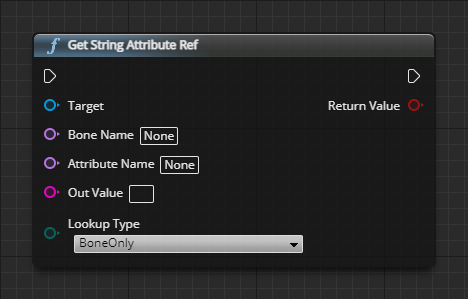 f Get String Attribute Ref
Target Return Value
Bone Name None
Attribute Name None
Out Value
Lookup Type
BoneOnly